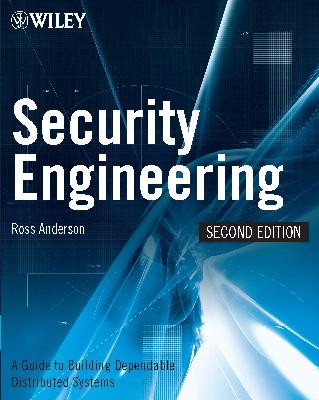 WILEY
Security
Engineering
Ross Anderson
SECOND EDITION
A Guide to Building Dependable
Distributed Systems